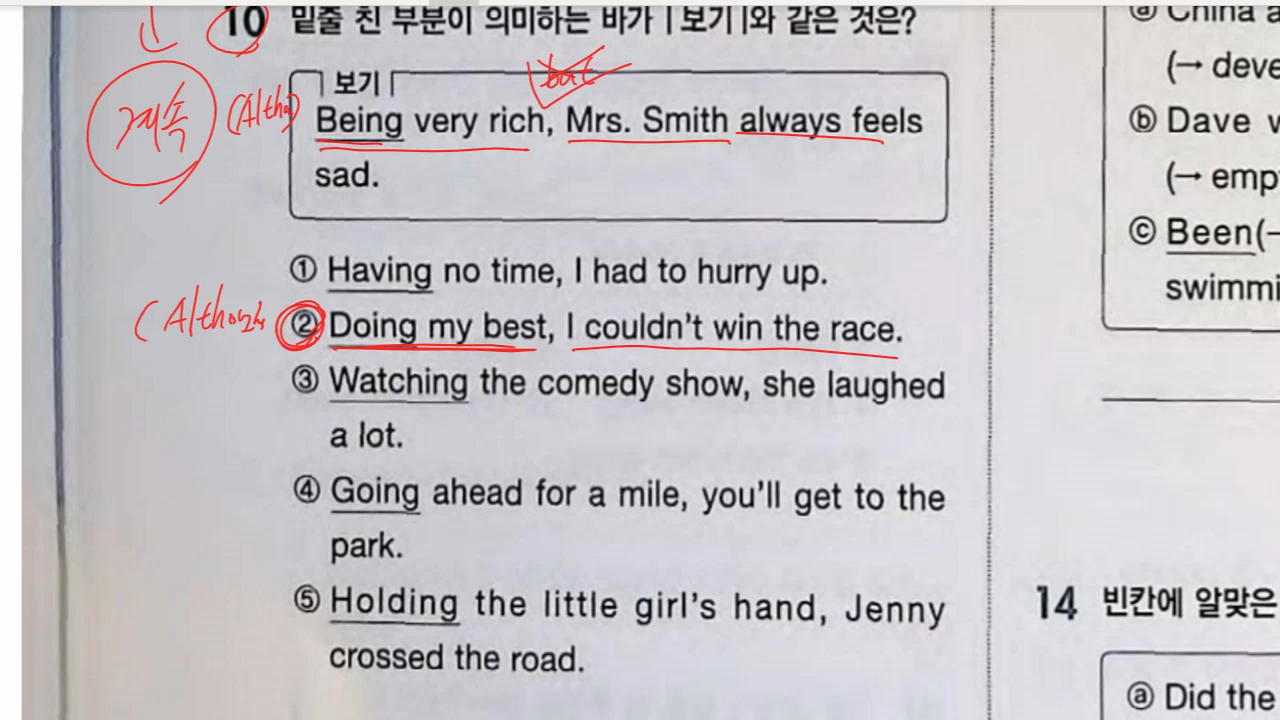 10 밑줄 친 부분이 의미하는 바가 |보기|와 같은 것은?
보기
but
(Altho)
Being very rich, Mrs. Smith always feels
sad.
① Having no time, I had to hurry up.
(Although
② Doing my best, I couldn't win the race.
③ Watching the comedy show, she laughed
a lot.
④ Going ahead for a mile, you'll get to the
park.
⑤ Holding the little girl's hand, Jenny
crossed the road.
ⓐ China a
(→ deve
ⓑ Dave w
(→ emp
ⓒ Been(→
swimmi
14 빈칸에 알맞은
ⓐ Did the